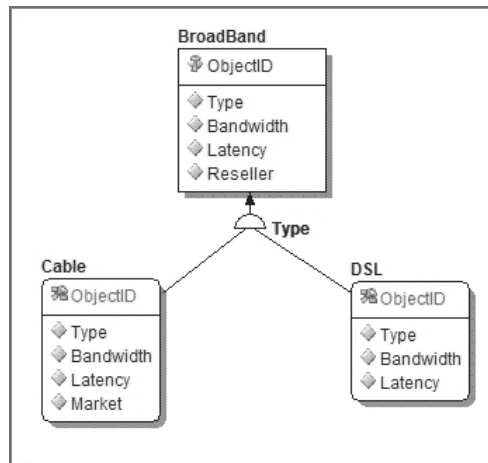 BroadBand
ObjectID
Type
Bandwidth
Latency
Reseller
Type
Cable
ObjectID
Type
Bandwidth
Latency
Market
DSL
ObjectID
Type
Bandwidth
Latency